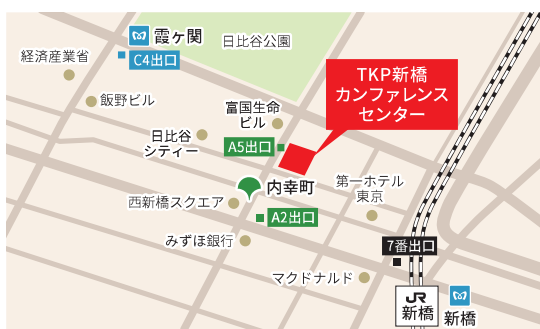 霞ケ関
日比谷公園
経済産業省
C4出口
TKP新橋
カンファレンス
センター
飯野ビル
富国生命
ビル
日比谷
シティー
A5出口
内幸町
第一ホテル
東京
西新橋スクエア
A2出口
みずほ銀行
7番出口
マクドナルド
JR
新橋
新橋